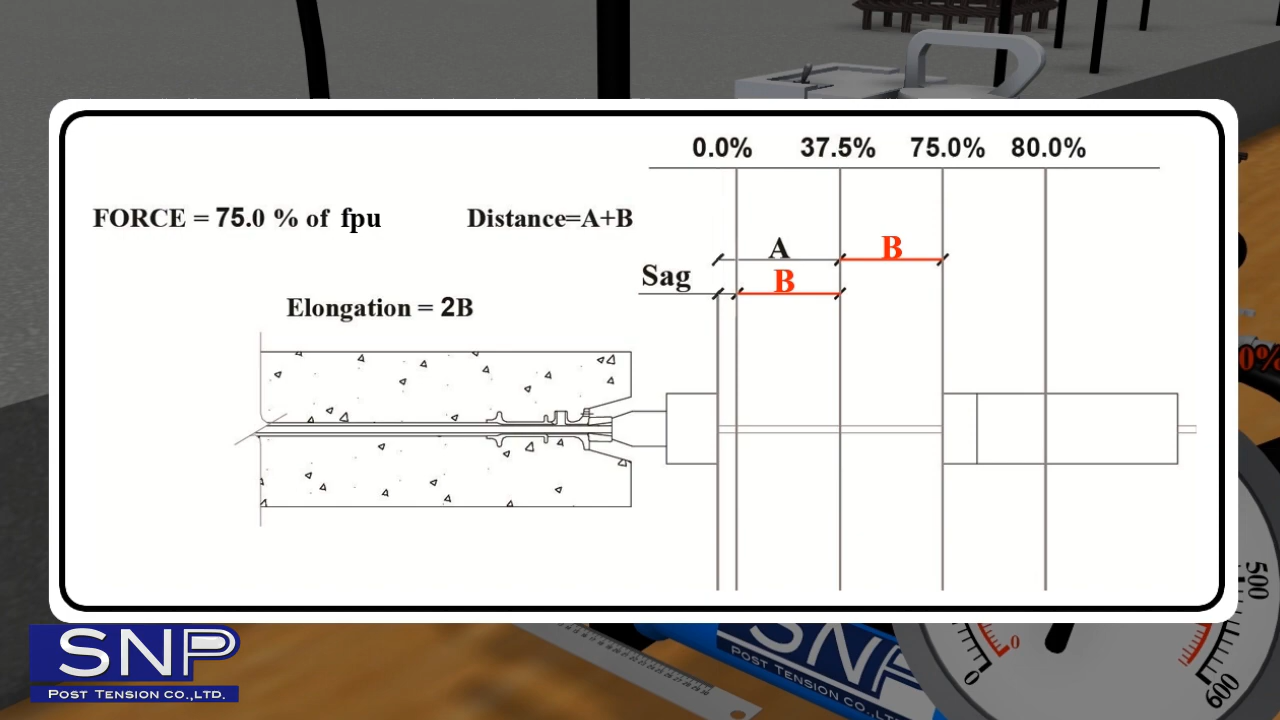 0.0% 37.5% 75.0% 80.0%
FORCE = 75.0 % of fpu Distance=A+B
A B
Sag B
Elongation = 2B
0%
500
600
0
0
SNP
POST TENSION CO.,LTD.
SNP
POST TENSION CO.,LTD.